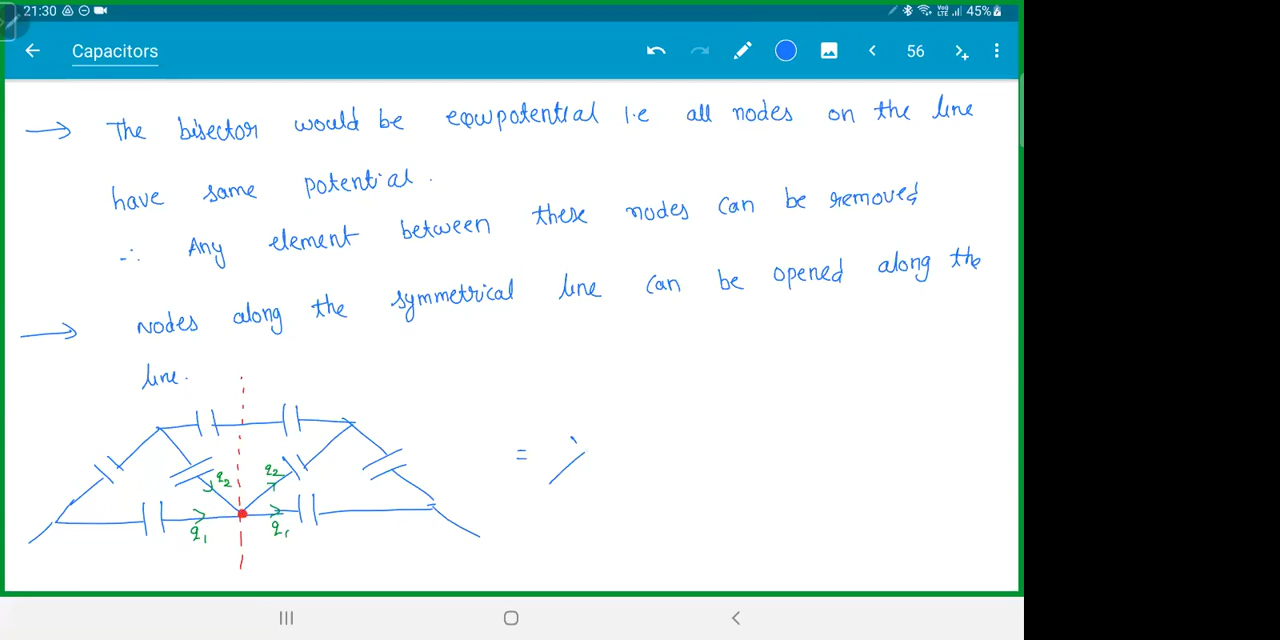 21:30 45%
Capacitors 56
→ The bisector would be equipotential i.e all nodes on the line
have same potential.
∴ Any element between these nodes can be removed
→ Nodes along the symmetrical line can be opened along the
line.
q2 q2
=
q1 q1